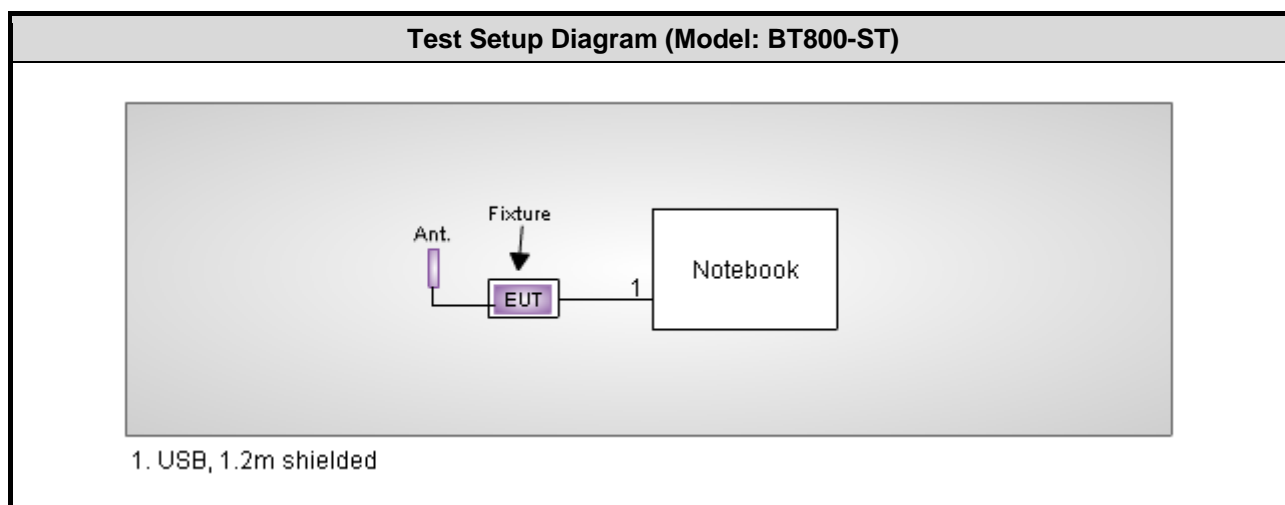 Test Setup Diagram (Model: BT800-ST)
Fixture
Ant.
EUT
1
Notebook
1. USB, 1.2m shielded